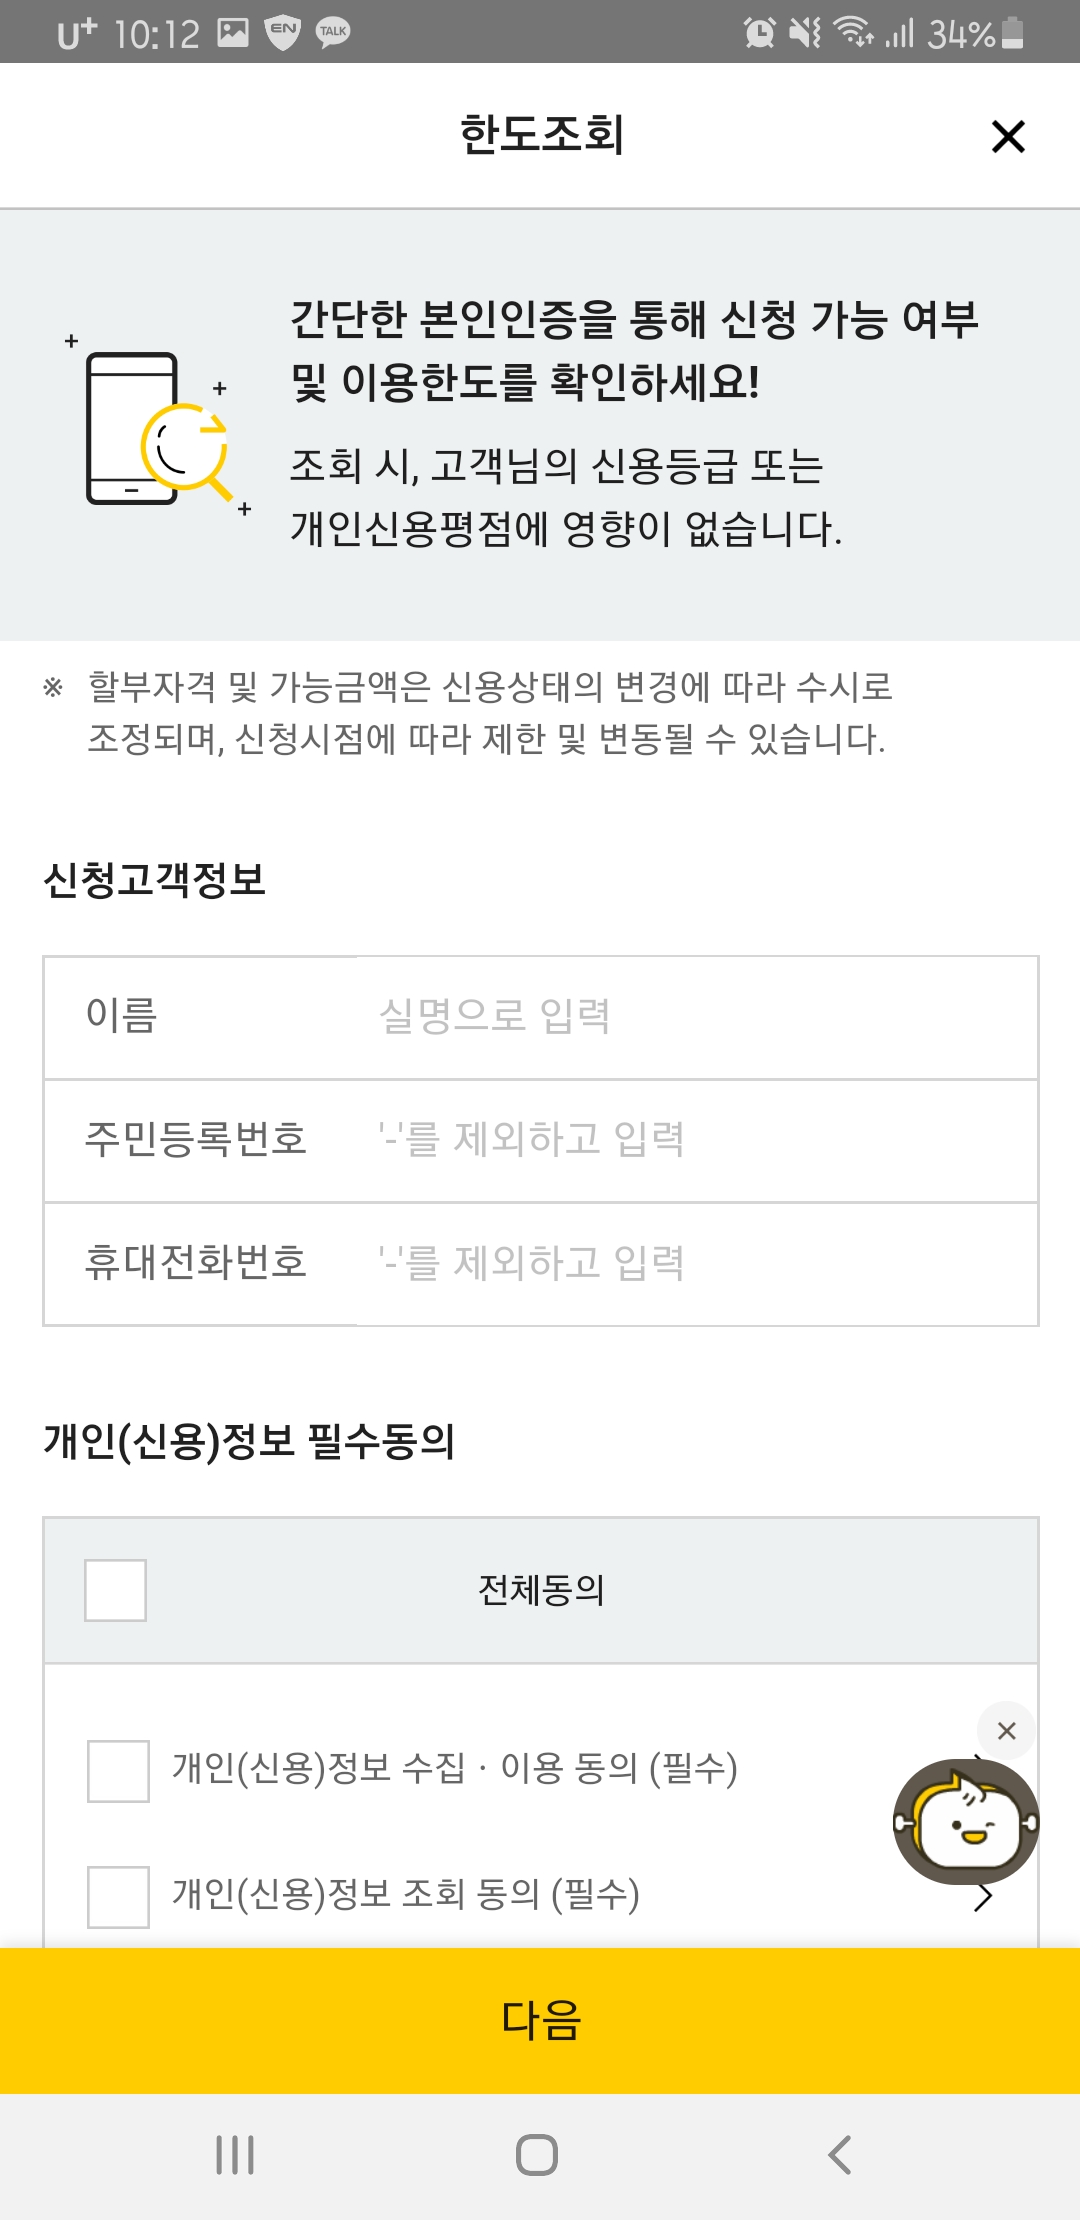 U+ 10:12 EN TALK 34%
한도조회
간단한 본인인증을 통해 신청 가능 여부
및 이용한도를 확인하세요!
조회 시, 고객님의 신용등급 또는
개인신용평점에 영향이 없습니다.
※ 할부자격 및 가능금액은 신용상태의 변경에 따라 수시로
조정되며, 신청시점에 따라 제한 및 변동될 수 있습니다.
신청고객정보
이름 실명으로 입력
주민등록번호 '-'를 제외하고 입력
휴대전화번호 '-'를 제외하고 입력
개인(신용)정보 필수동의
전체동의
개인(신용)정보 수집 · 이용 동의 (필수)
개인(신용)정보 조회 동의 (필수)
다음